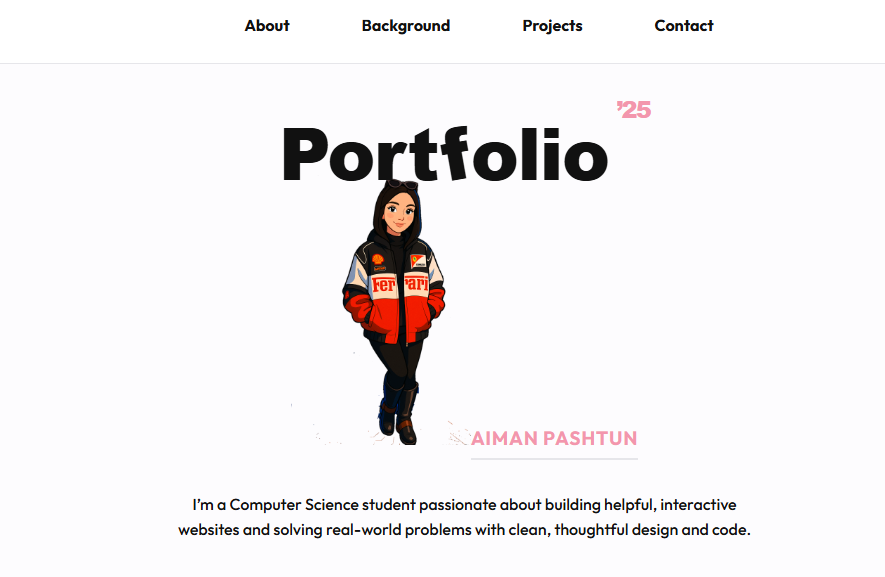 About Background Projects Contact
’25
Portfolio
Ferrari
AIMAN PASHTUN
I’m a Computer Science student passionate about building helpful, interactive
websites and solving real-world problems with clean, thoughtful design and code.